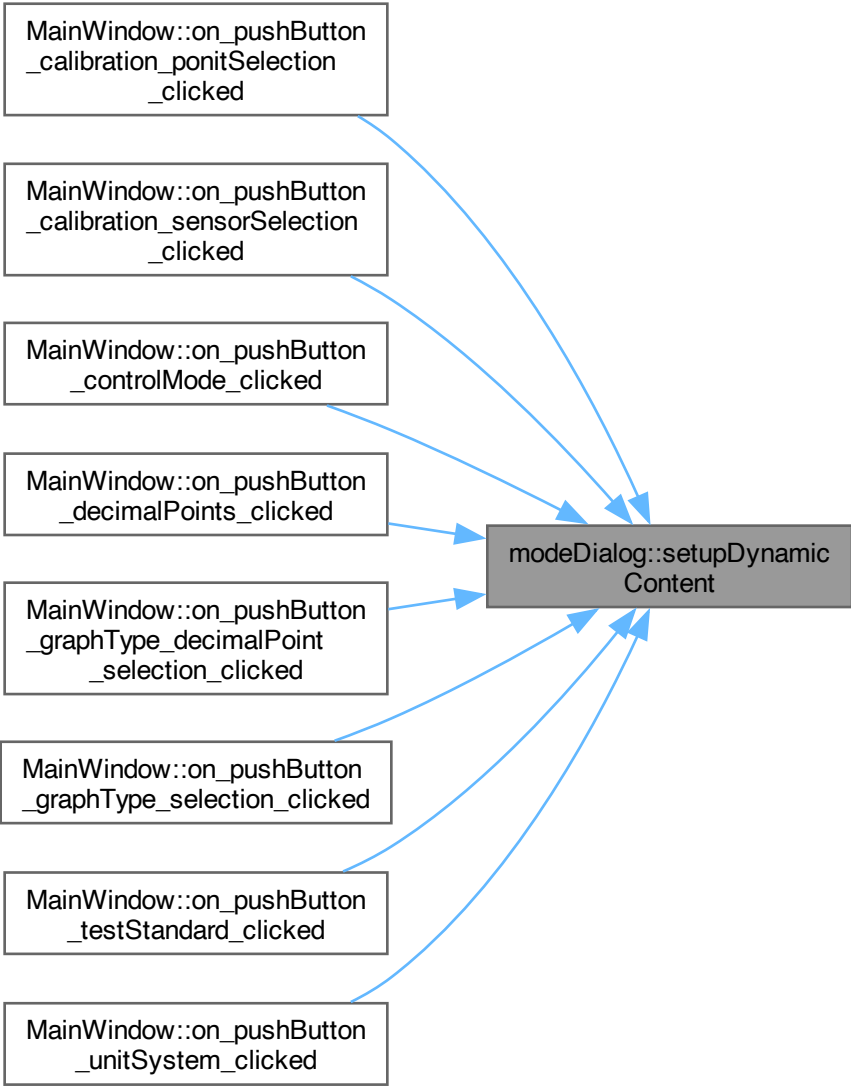 MainWindow::on_pushButton
_calibration_ponitSelection
_clicked
MainWindow::on_pushButton
_calibration_sensorSelection
_clicked
MainWindow::on_pushButton
_controlMode_clicked
MainWindow::on_pushButton
_decimalPoints_clicked
modeDialog::setupDynamic
Content
MainWindow::on_pushButton
_graphType_decimalPoint
_selection_clicked
MainWindow::on_pushButton
_graphType_selection_clicked
MainWindow::on_pushButton
_testStandard_clicked
MainWindow::on_pushButton
_unitSystem_clicked